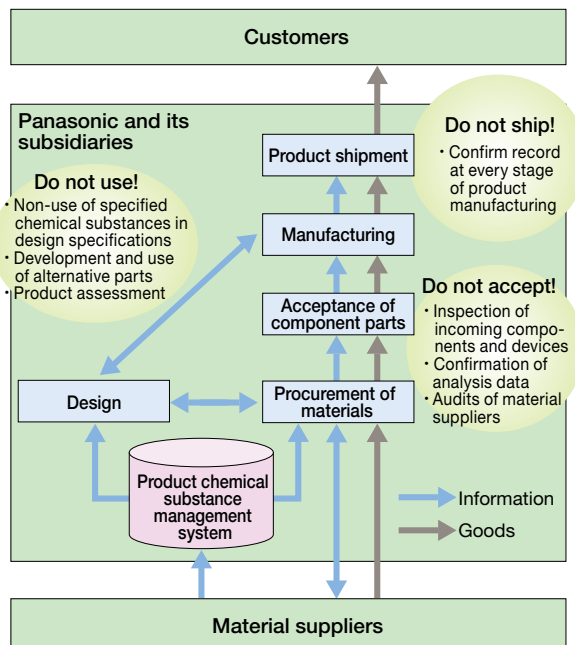 Customers
Panasonic and its
subsidiaries
Do not use!
・Non-use of specified
chemical substances in
design specifications
・Development and use
of alternative parts
・Product assessment
Product shipment
Do not ship!
・Confirm record
at every stage
of product
manufacturing
Manufacturing
Acceptance of
component parts
Do not accept!
・Inspection of
incoming compo-
nents and devices
・Confirmation of
analysis data
・Audits of material
suppliers
Design
Procurement of
materials
Product chemical
substance
management
system
Information
Goods
Material suppliers